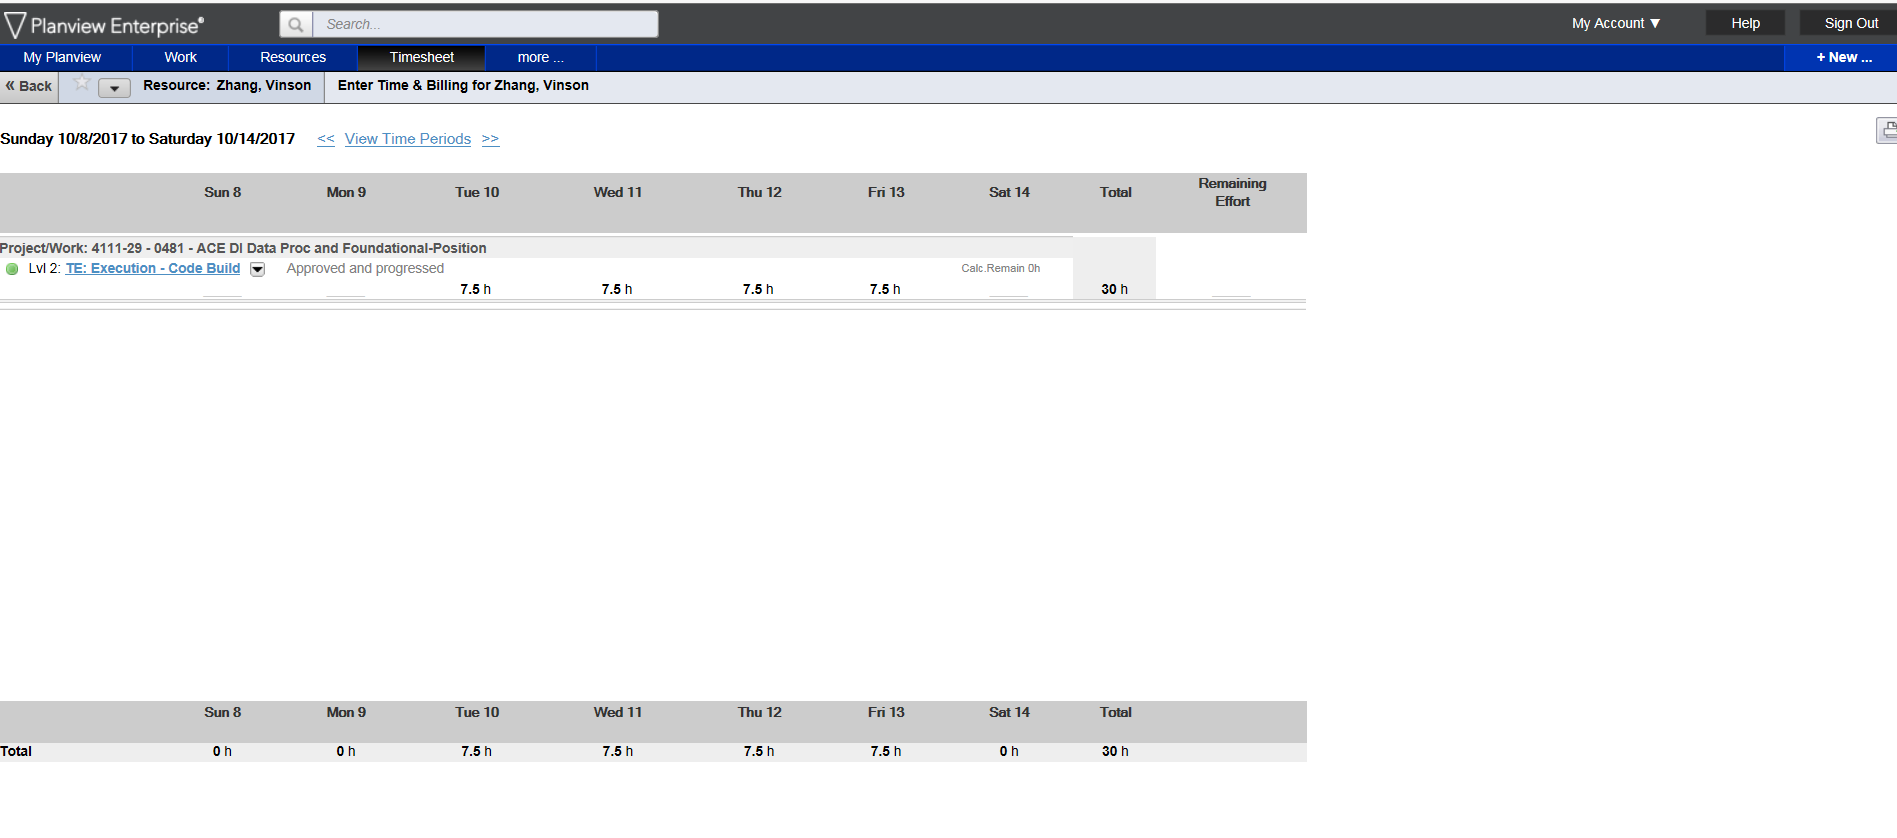 Planview Enterprise® Search... My Account ▼ Help Sign Out
My Planview Work Resources Timesheet more ... + New ...
« Back Resource: Zhang, Vinson Enter Time & Billing for Zhang, Vinson
Sunday 10/8/2017 to Saturday 10/14/2017 << View Time Periods >>
Sun 8 Mon 9 Tue 10 Wed 11 Thu 12 Fri 13 Sat 14 Total Remaining
Effort
Project/Work: 4111-29 - 0481 - ACE DI Data Proc and Foundational-Position
Lvl 2: TE: Execution - Code Build Approved and progressed Calc.Remain 0h
7.5 h 7.5 h 7.5 h 7.5 h 30 h
Sun 8 Mon 9 Tue 10 Wed 11 Thu 12 Fri 13 Sat 14 Total
Total 0 h 0 h 7.5 h 7.5 h 7.5 h 7.5 h 0 h 30 h